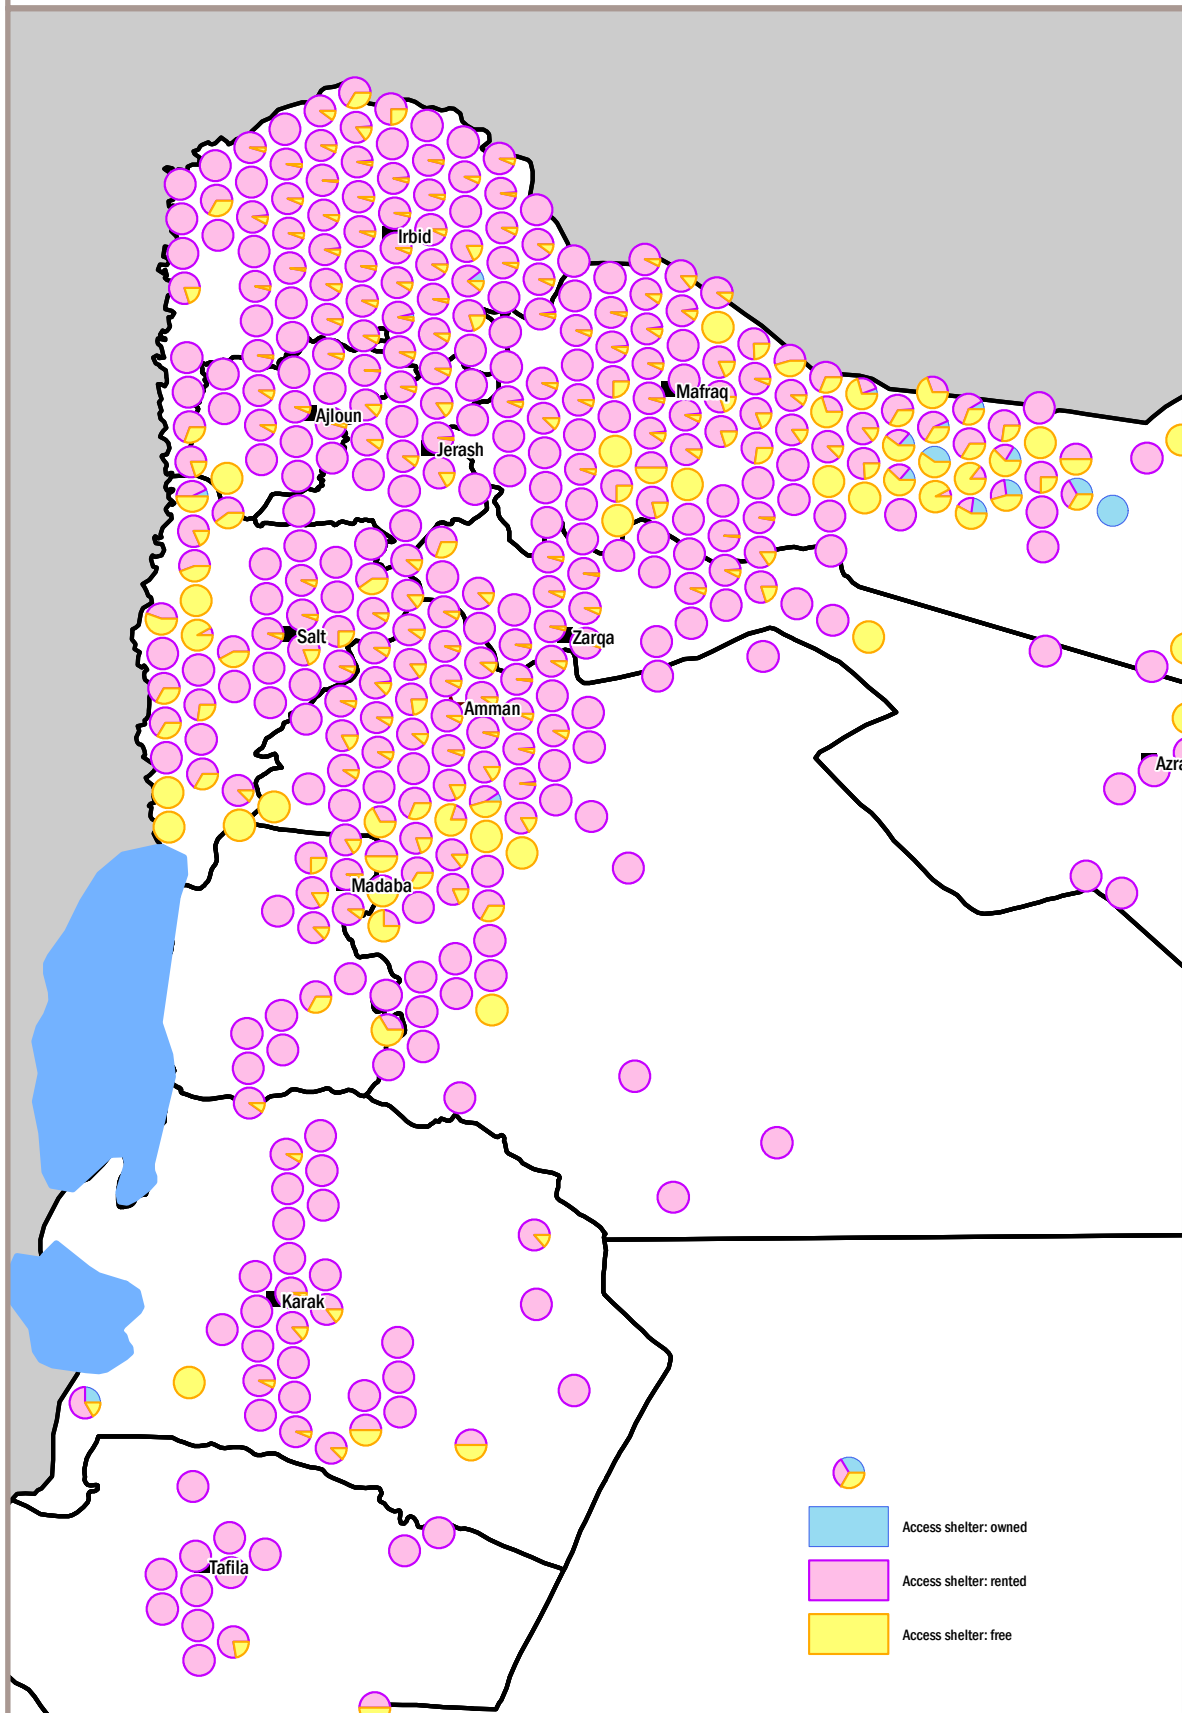 Irbid
Mafraq
Ajloun
Jerash
Salt
Zarqa
Amman
Azra
Madaba
Karak
Access shelter: owned
Tafila
Access shelter: rented
Access shelter: free